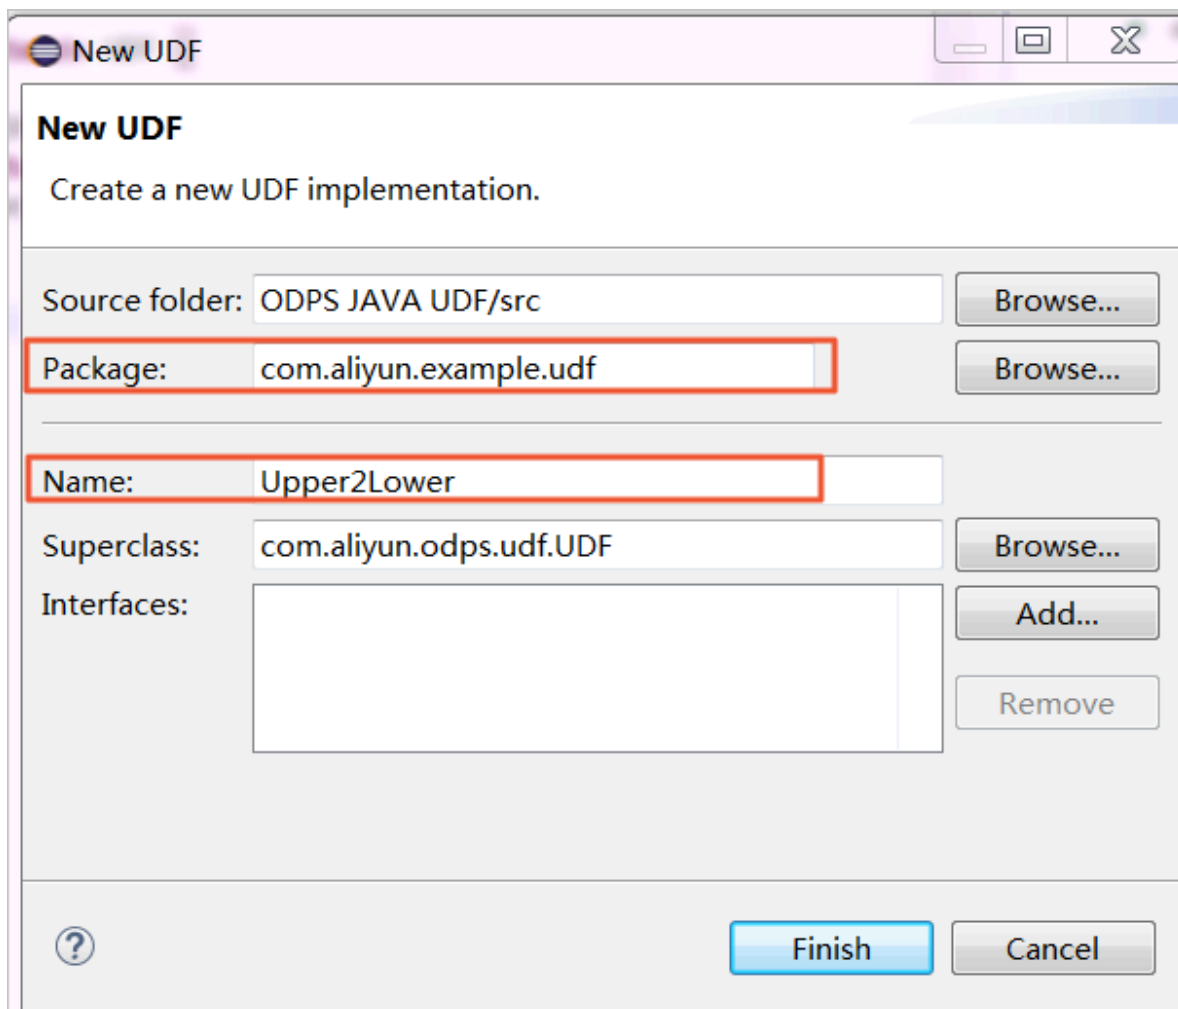 New UDF
New UDF
Create a new UDF implementation.
Source folder: ODPS JAVA UDF/src Browse...
Package: com.aliyun.example.udf Browse...
Name: Upper2Lower
Superclass: com.aliyun.odps.udf.UDF Browse...
Interfaces: Add...
Remove
? Finish Cancel